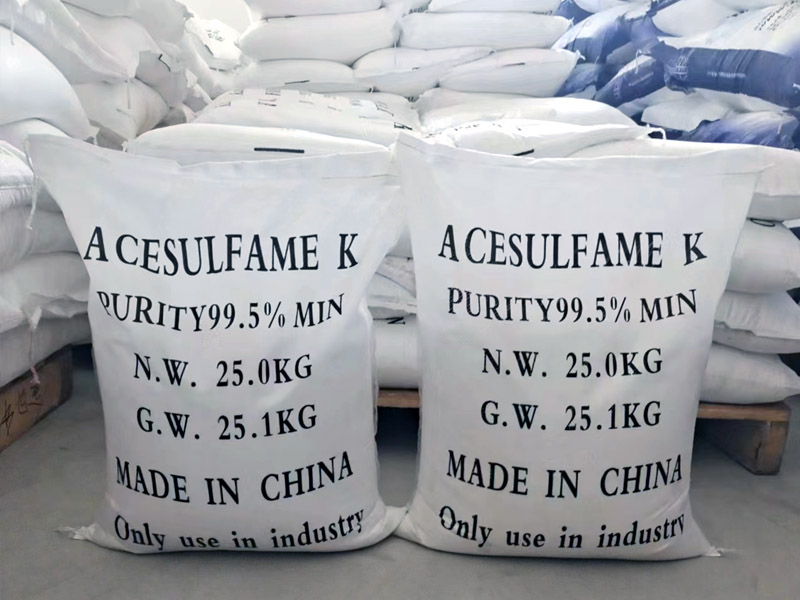 ACESULFAME K
PURITY99.5% MIN
N.W. 25.0KG
G.W. 25.1KG
MADE IN CHINA
Only use in industry
ACESULFAME K
PURITY99.5% MIN
N.W. 25.0KG
G.W. 25.1KG
MADE IN CHINA
Only use in industry